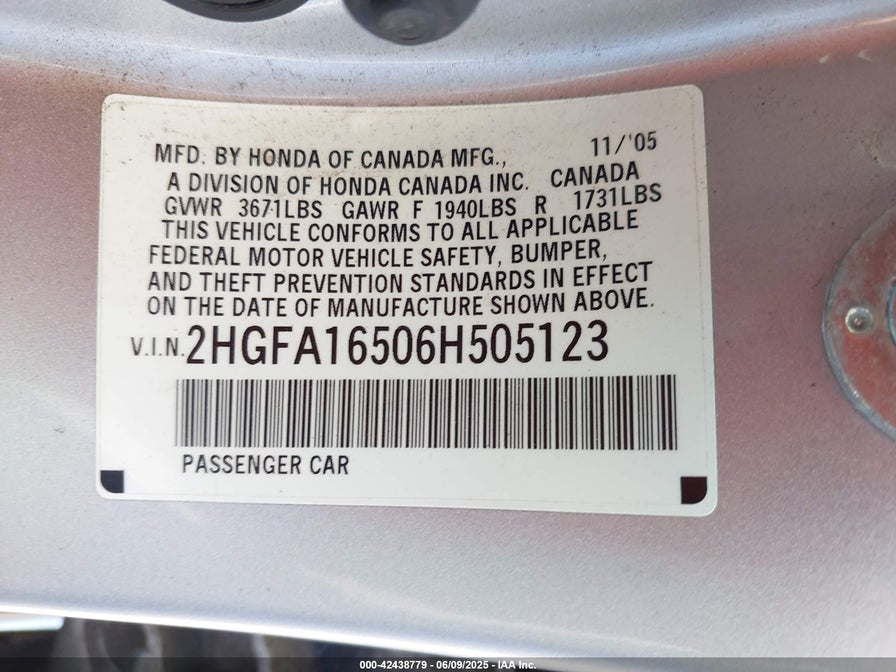 MFD. BY HONDA OF CANADA MFG., 11/'05
A DIVISION OF HONDA CANADA INC. CANADA
GVWR 3671LBS GAWR F 1940LBS R 1731LBS
THIS VEHICLE CONFORMS TO ALL APPLICABLE
FEDERAL MOTOR VEHICLE SAFETY, BUMPER,
AND THEFT PREVENTION STANDARDS IN EFFECT
ON THE DATE OF MANUFACTURE SHOWN ABOVE.
V.I.N. 2HGFA16506H505123
PASSENGER CAR
000-42438779 - 06/09/2025 - IAA Inc.